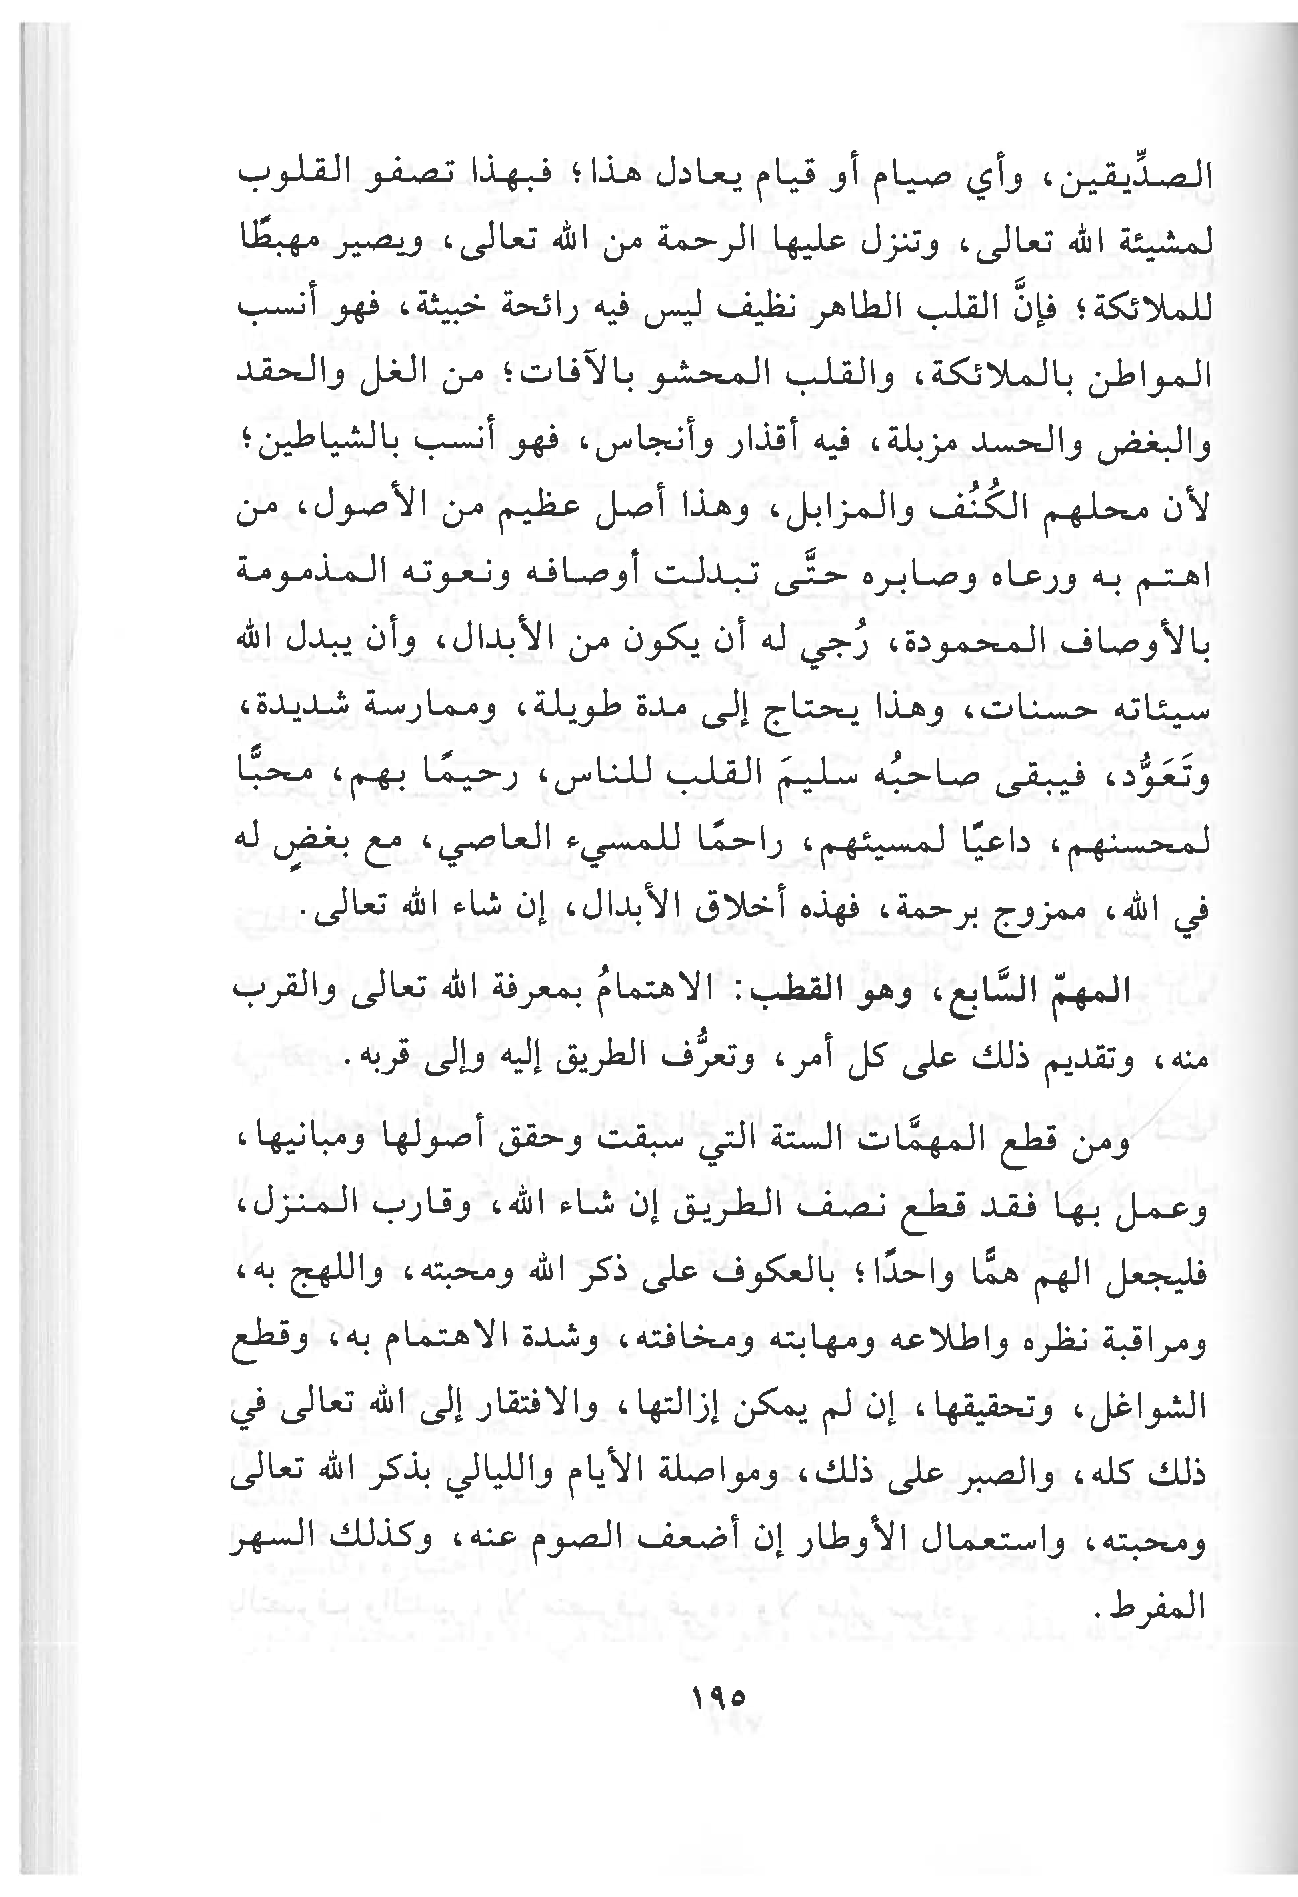 الصدِّيقين، وأي صيام أو قيام يعادل هذا؛ فبهذا تصفو القلوب
لمشيئة الله تعالى، وتنزل عليها الرحمة من الله تعالى، ويصير مهبطًا
للملائكة؛ فإنَّ القلب الطاهر نظيف ليس فيه رائحة خبيثة، فهو أنسب
المواطن بالملائكة، والقلب المحشو بالآفات؛ من الغل والحقد
والبغض والحسد مزبلة، فيه أقذار وأنجاس، فهو أنسب بالشياطين؛
لأن محلهم الكُنُف والمزابل، وهذا أصل عظيم من الأصول، من
اهتم به ورعاه وصابره حتَّى تبدلت أوصافه ونعوته المذمومة
بالأوصاف المحمودة، رُجي له أن يكون من الأبدال، وأن يبدل الله
سيئاته حسنات، وهذا يحتاج إلى مدة طويلة، وممارسة شديدة،
وتَعَوُّد، فيبقى صاحبُه سليمَ القلب للناس، رحيمًا بهم، محبًّا
لمحسنهم، داعيًا لمسيئهم، راحمًا للمسيء العاصي، مع بغضٍ له
في الله، ممزوج برحمة، فهذه أخلاق الأبدال، إن شاء الله تعالى.
المهمّ السَّابع، وهو القطب: الاهتمامُ بمعرفة الله تعالى والقرب
منه، وتقديم ذلك على كل أمر، وتعرُّف الطريق إليه وإلى قربه.
ومن قطع المهمَّات الستة التي سبقت وحقق أصولها ومبانيها،
وعمل بها فقد قطع نصف الطريق إن شاء الله، وقارب المنزل،
فليجعل الهم همًّا واحدًا؛ بالعكوف على ذكر الله ومحبته، واللهج به،
ومراقبة نظره واطلاعه ومهابته ومخافته، وشدة الاهتمام به، وقطع
الشواغل، وتحقيقها، إن لم يمكن إزالتها، والافتقار إلى الله تعالى في
ذلك كله، والصبر على ذلك، ومواصلة الأيام والليالي بذكر الله تعالى
ومحبته، واستعمال الأوطار إن أضعف الصوم عنه، وكذلك السهر
المفرط.
١٩٥